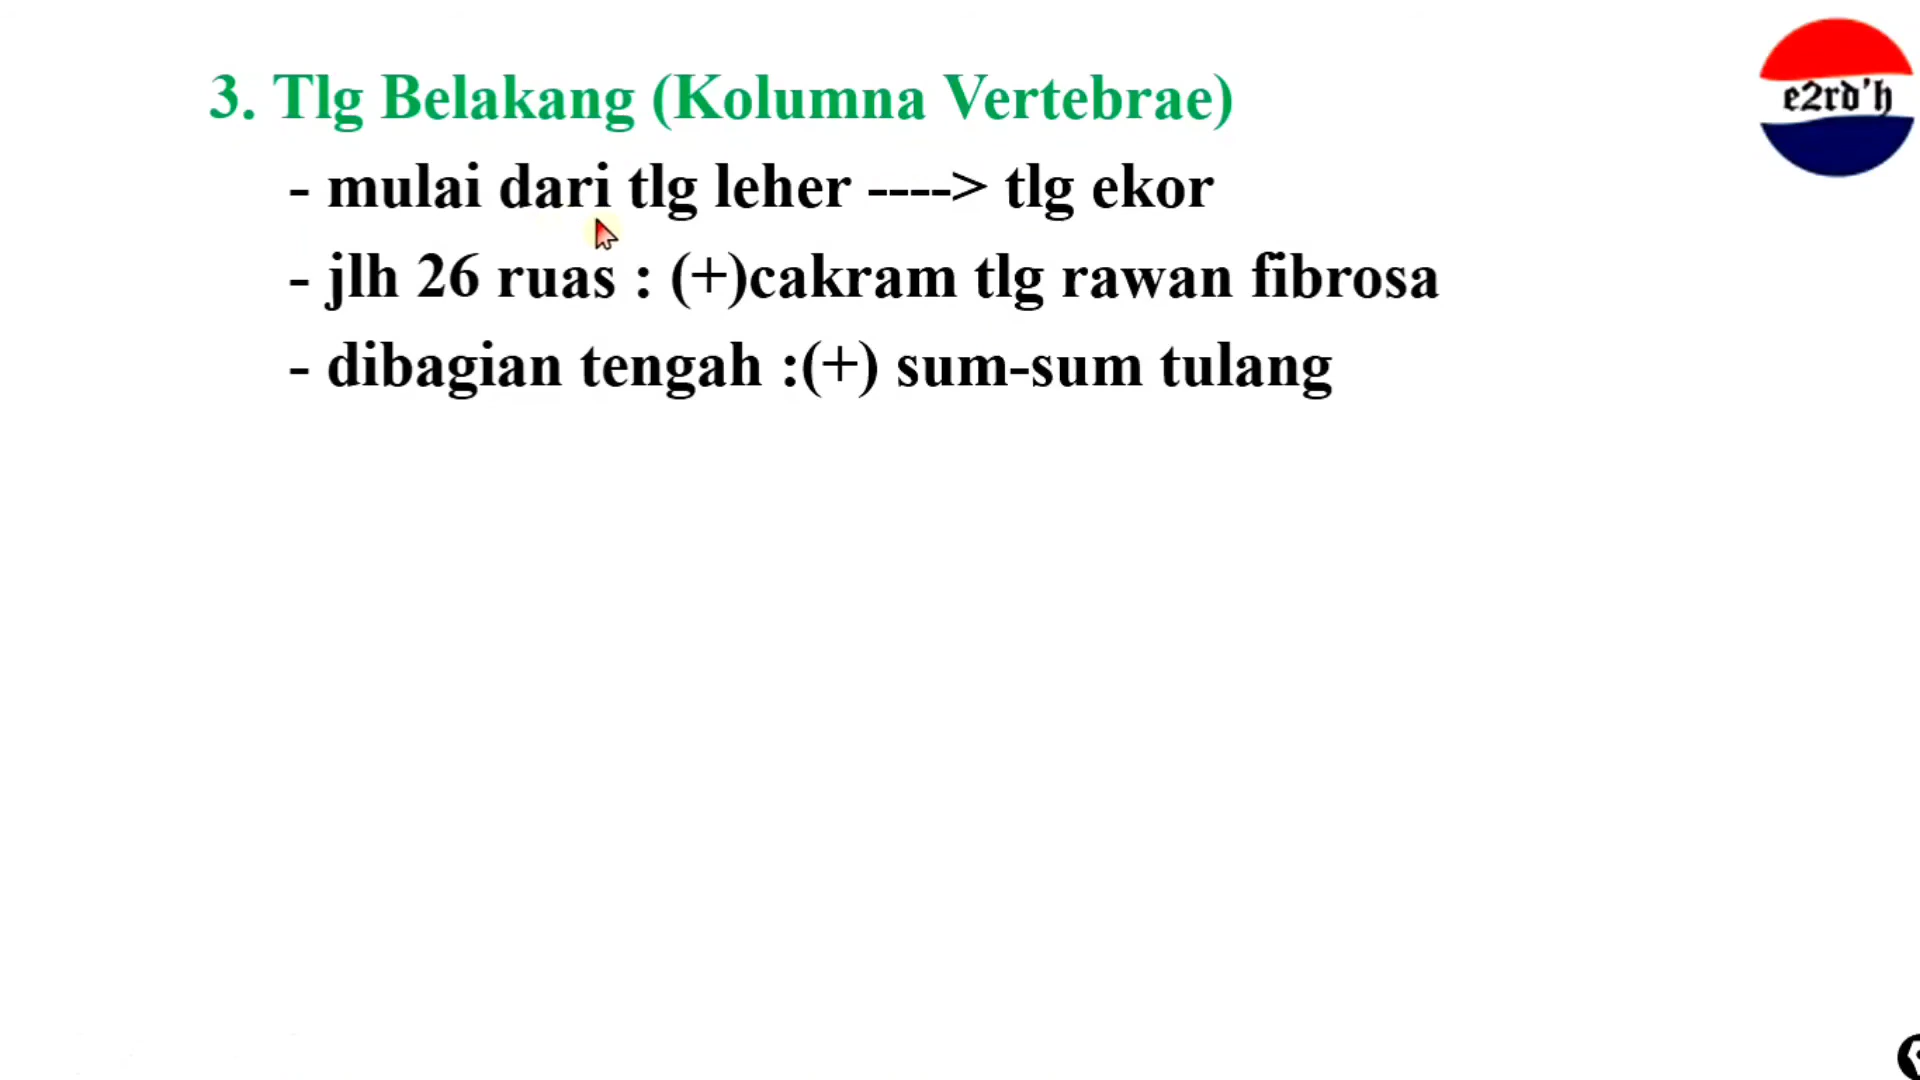 3. Tlg Belakang (Kolumna Vertebrae)
- mulai dari tlg leher ----> tlg ekor
- jlh 26 ruas : (+)cakram tlg rawan fibrosa
- dibagian tengah :(+) sum-sum tulang
e2rd'h